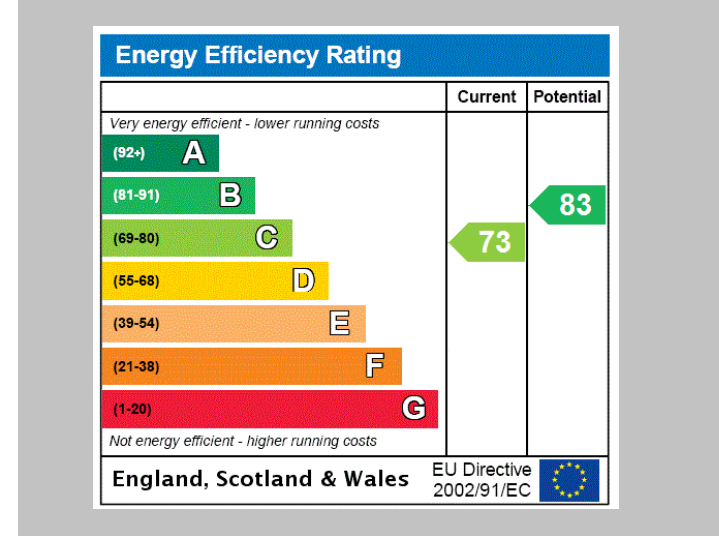 Energy Efficiency Rating
Current Potential
Very energy efficient - lower running costs
(92+) A
(81-91) B
83
(69-80) C
73
(55-68) D
(39-54) E
(21-38) F
(1-20) G
Not energy efficient - higher running costs
England, Scotland & Wales
EU Directive
2002/91/EC